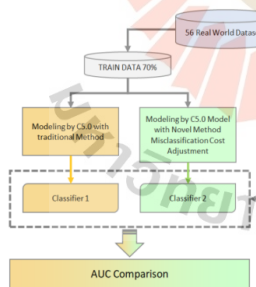 56 Real World Datase
TRAIN DATA 70%
Modeling by C5.0 with
traditional Method
Modeling by C5.0 Model
with Novel Method
Misclassification Cost
Adjustment
Classifier 1
Classifier 2
AUC Comparison